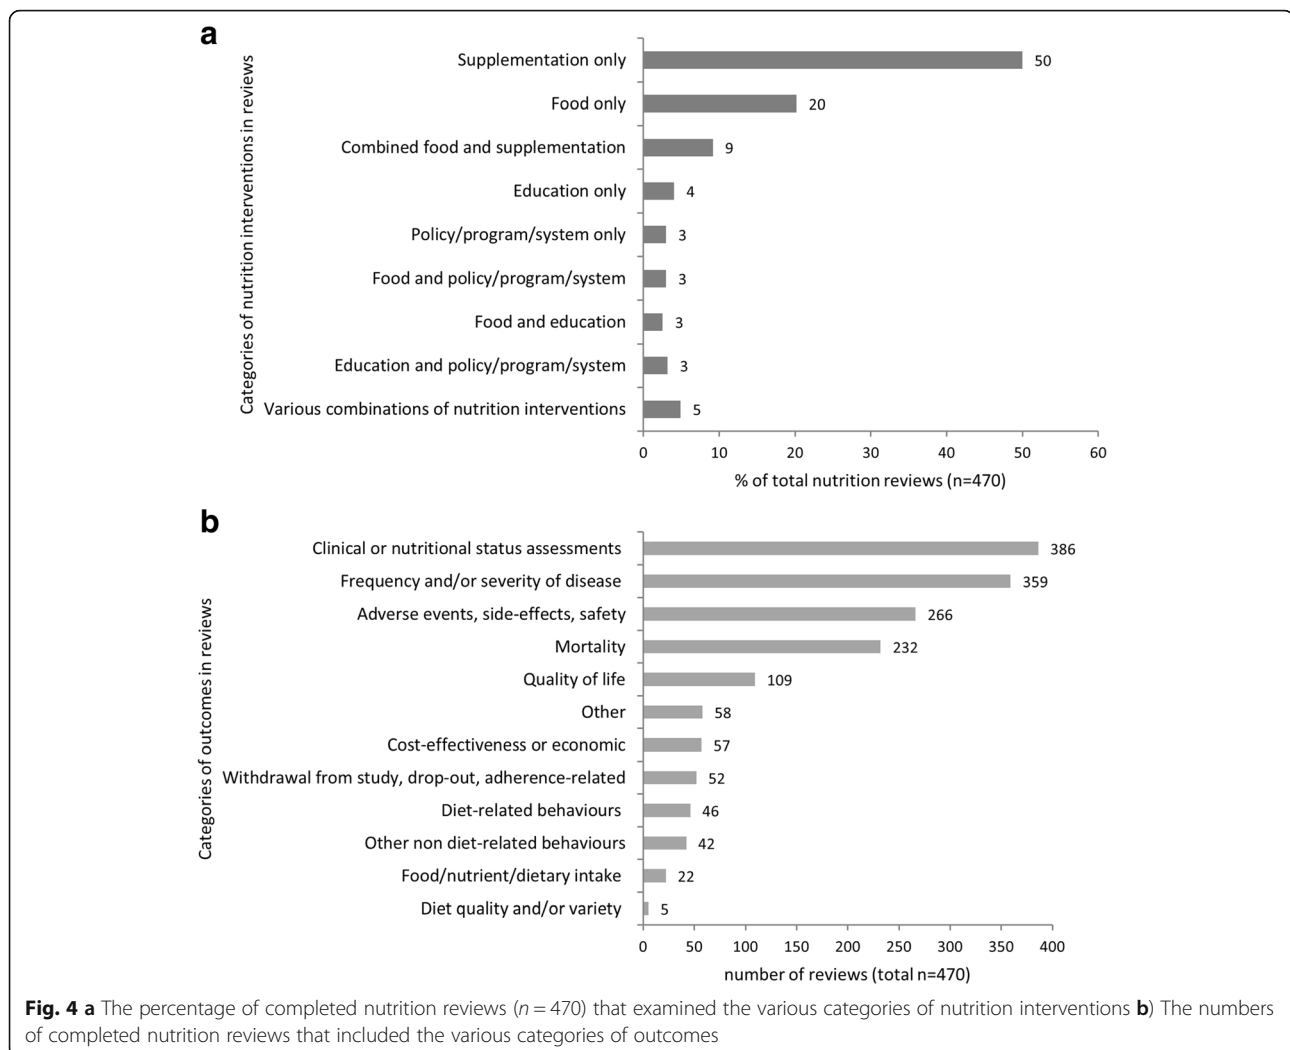 a
Categories of nutrition interventions in reviews
Supplementation only 50
Food only 20
Combined food and supplementation 9
Education only 4
Policy/program/system only 3
Food and policy/program/system 3
Food and education 3
Education and policy/program/system 3
Various combinations of nutrition interventions 5
0 10 20 30 40 50 60
% of total nutrition reviews (n=470)
b
Categories of outcomes in reviews
Clinical or nutritional status assessments 386
Frequency and/or severity of disease 359
Adverse events, side-effects, safety 266
Mortality 232
Quality of life 109
Other 58
Cost-effectiveness or economic 57
Withdrawal from study, drop-out, adherence-related 52
Diet-related behaviours 46
Other non diet-related behaviours 42
Food/nutrient/dietary intake 22
Diet quality and/or variety 5
0 50 100 150 200 250 300 350 400
number of reviews (total n=470)
Fig. 4 a The percentage of completed nutrition reviews (n = 470) that examined the various categories of nutrition interventions b) The numbers
of completed nutrition reviews that included the various categories of outcomes